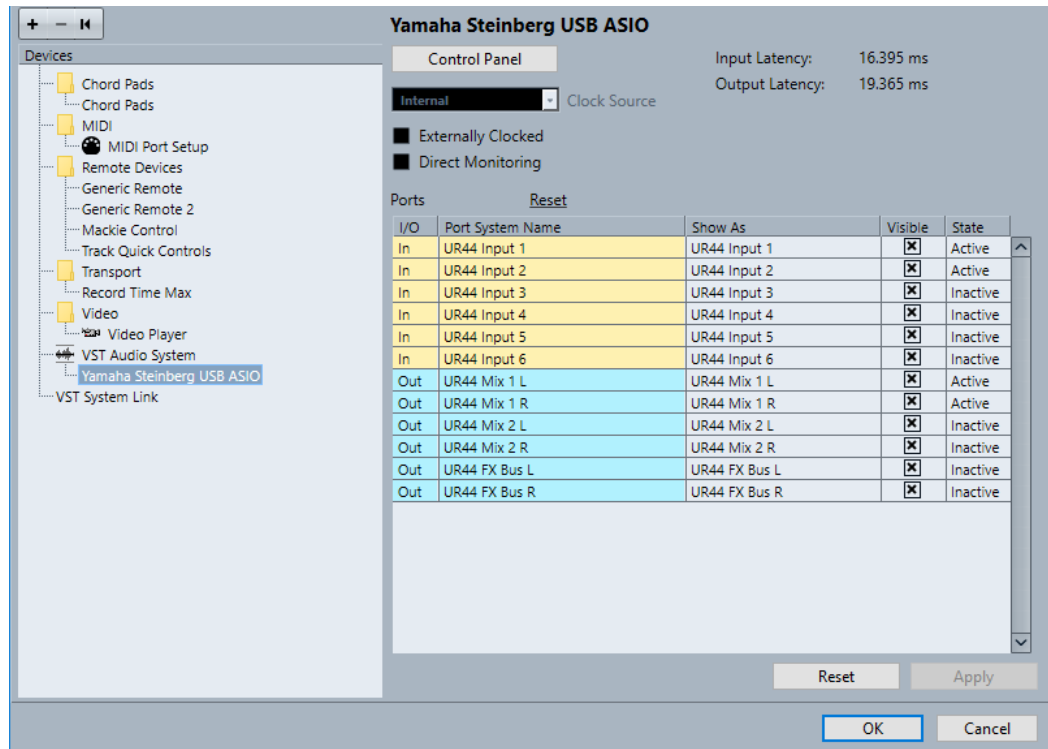 Devices
Chord Pads
Chord Pads
MIDI
MIDI Port Setup
Remote Devices
Generic Remote
Generic Remote 2
Mackie Control
Track Quick Controls
Transport
Record Time Max
Video
Video Player
VST Audio System
Yamaha Steinberg USB ASIO
VST System Link
Yamaha Steinberg USB ASIO
Control Panel
Input Latency: 16.395 ms
Output Latency: 19.365 ms
Internal Clock Source
Externally Clocked
Direct Monitoring
Ports Reset
I/O Port System Name Show As Visible State
In UR44 Input 1 UR44 Input 1 Active
In UR44 Input 2 UR44 Input 2 Active
In UR44 Input 3 UR44 Input 3 Inactive
In UR44 Input 4 UR44 Input 4 Inactive
In UR44 Input 5 UR44 Input 5 Inactive
In UR44 Input 6 UR44 Input 6 Inactive
Out UR44 Mix 1 L UR44 Mix 1 L Active
Out UR44 Mix 1 R UR44 Mix 1 R Active
Out UR44 Mix 2 L UR44 Mix 2 L Inactive
Out UR44 Mix 2 R UR44 Mix 2 R Inactive
Out UR44 FX Bus L UR44 FX Bus L Inactive
Out UR44 FX Bus R UR44 FX Bus R Inactive
Reset Apply
OK Cancel